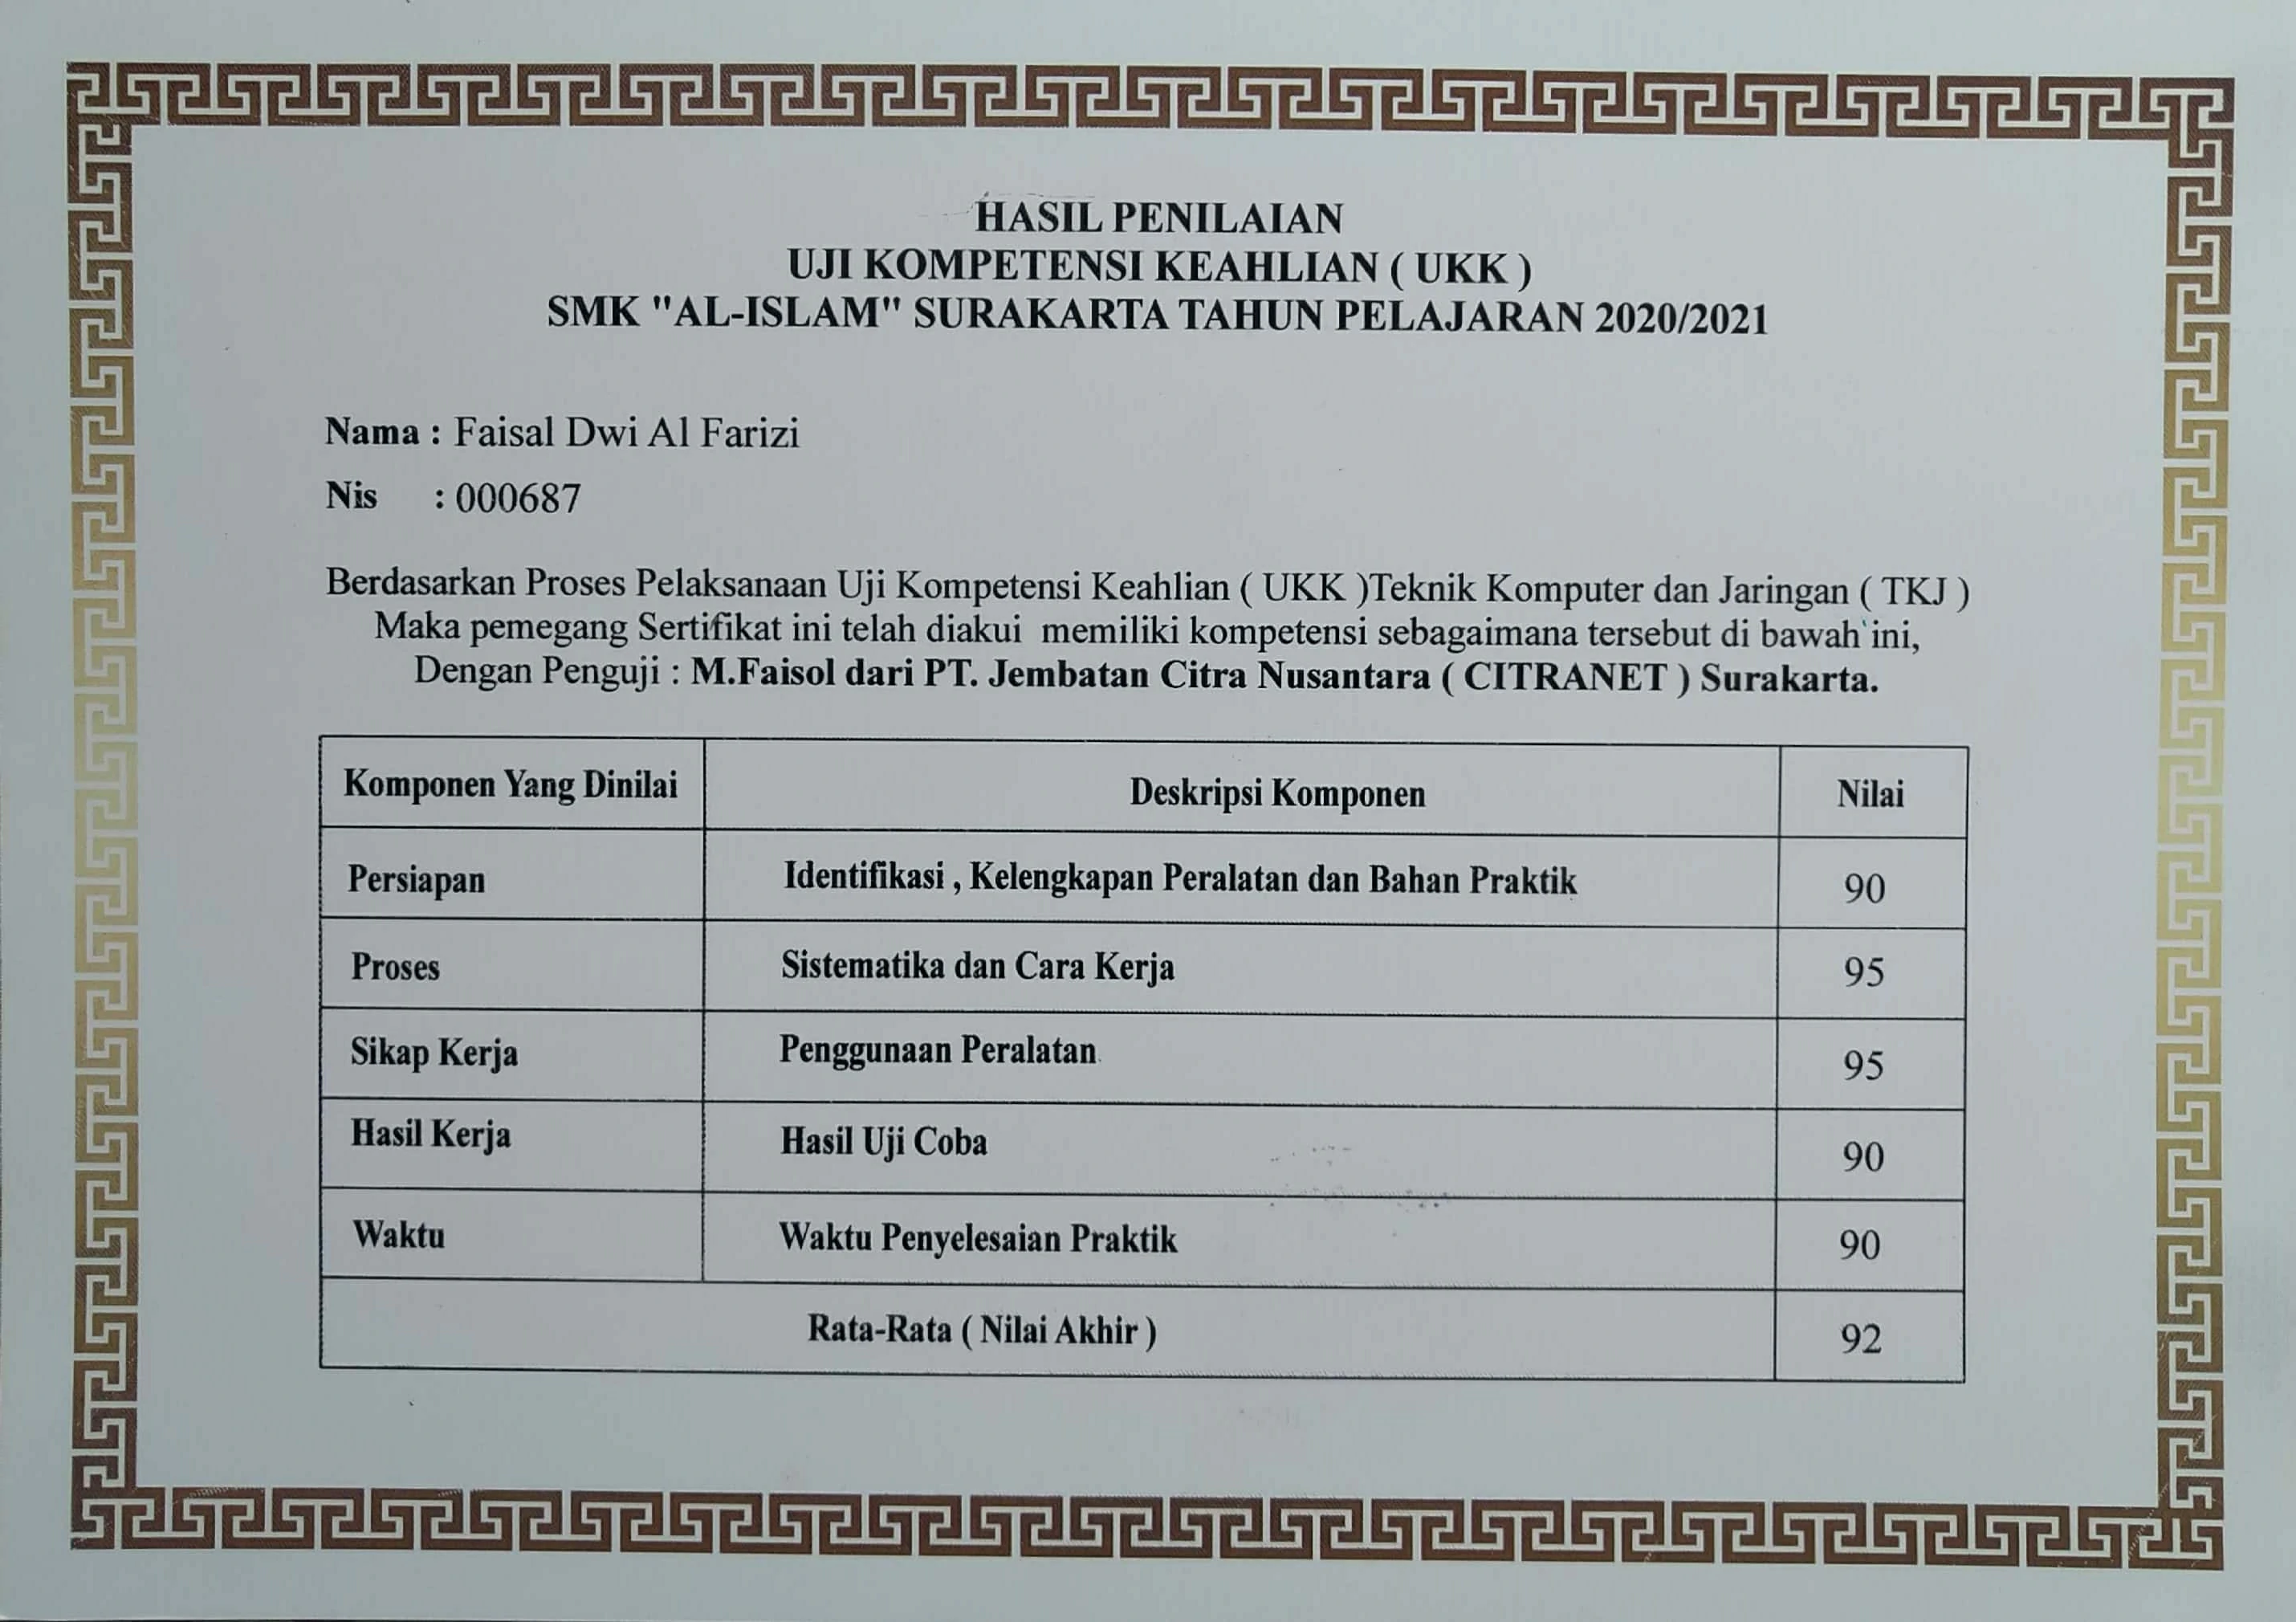 HASIL PENILAIAN
UJI KOMPETENSI KEAHLIAN ( UKK )
SMK "AL-ISLAM" SURAKARTA TAHUN PELAJARAN 2020/2021
Nama : Faisal Dwi Al Farizi
Nis : 000687
Berdasarkan Proses Pelaksanaan Uji Kompetensi Keahlian ( UKK )Teknik Komputer dan Jaringan ( TKJ )
Maka pemegang Sertifikat ini telah diakui memiliki kompetensi sebagaimana tersebut di bawah ini,
Dengan Penguji : M.Faisol dari PT. Jembatan Citra Nusantara ( CITRANET ) Surakarta.
Komponen Yang Dinilai Deskripsi Komponen Nilai
Persiapan Identifikasi , Kelengkapan Peralatan dan Bahan Praktik 90
Proses Sistematika dan Cara Kerja 95
Sikap Kerja Penggunaan Peralatan 95
Hasil Kerja Hasil Uji Coba 90
Waktu Waktu Penyelesaian Praktik 90
Rata-Rata ( Nilai Akhir ) 92